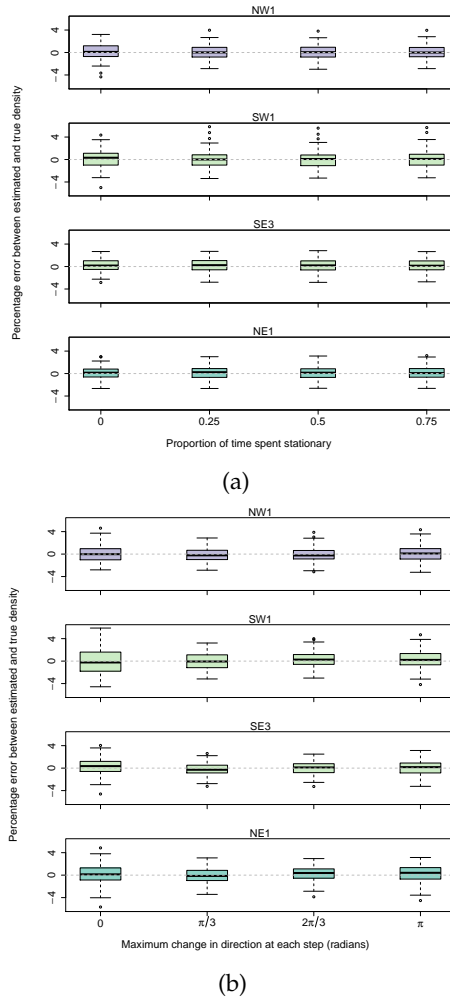 NW1
4
0
− 4
SW1
4
0
− 4
SE3
4
0
− 4
NE1
4
0
− 4
Percentage error between estimated and true density
0 0.25 0.5 0.75
Proportion of time spent stationary
(a)
NW1
4
0
− 4
SW1
4
0
− 4
SE3
4
0
− 4
NE1
4
0
− 4
Percentage error between estimated and true density
0 π/3 2π/3 π
Maximum change in direction at each step (radians)
(b)